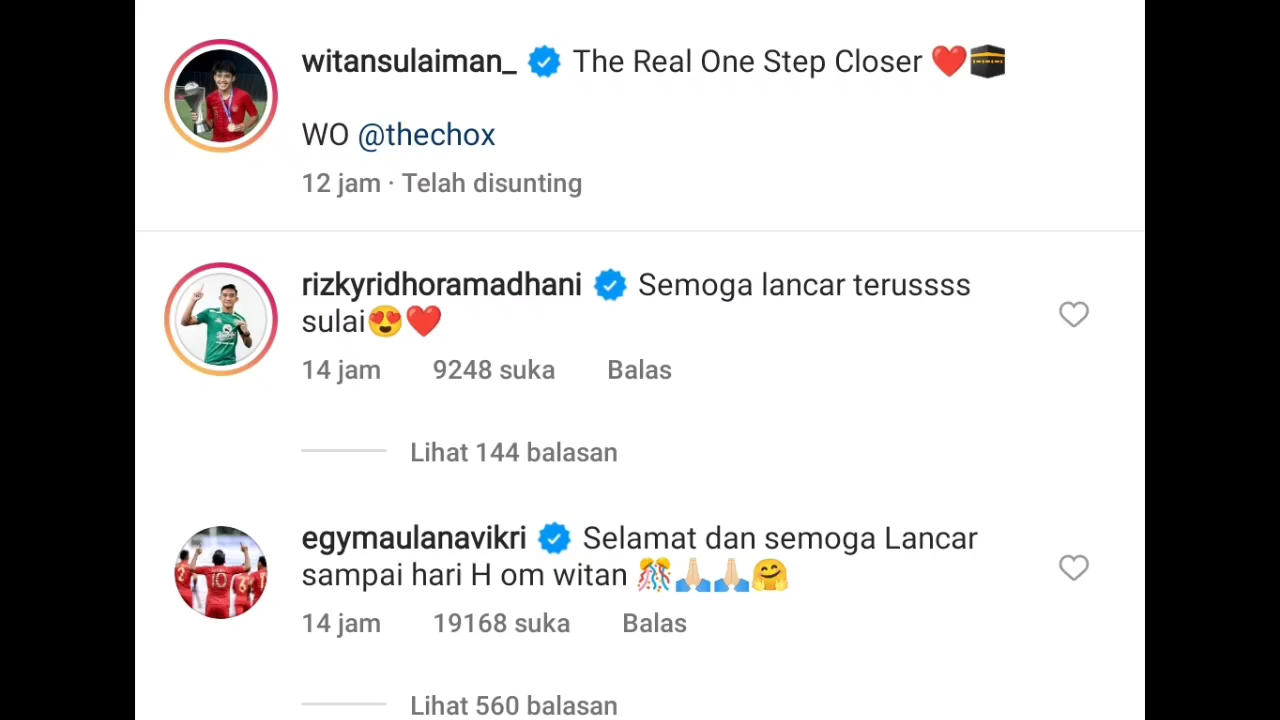 witansulaiman_ The Real One Step Closer ❤️🕋
WO @thechox
12 jam · Telah disunting
rizkyridhoramadhani Semoga lancar terussss
sulai😍❤️
14 jam 9248 suka Balas
Lihat 144 balasan
egymaulanavikri Selamat dan semoga Lancar
sampai hari H om witan 🎊🙏🏻🙏🏻🤗
14 jam 19168 suka Balas
Lihat 560 balasan